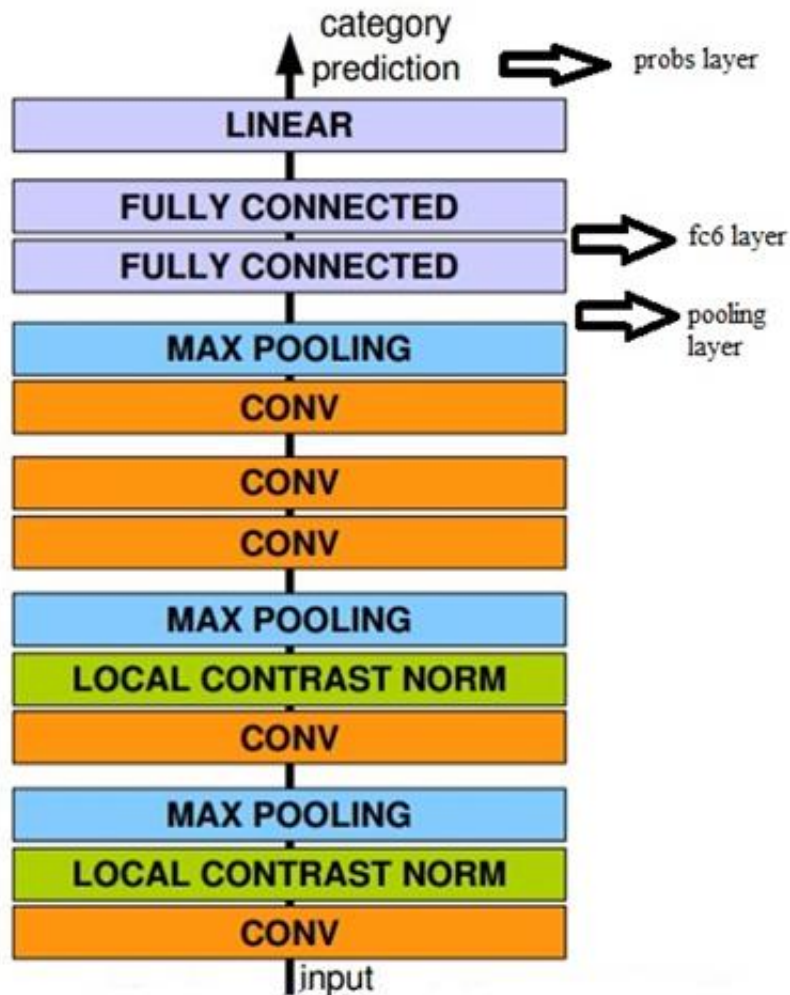 category
prediction
probs layer
LINEAR
FULLY CONNECTED
fc6 layer
FULLY CONNECTED
pooling
layer
MAX POOLING
CONV
CONV
CONV
MAX POOLING
LOCAL CONTRAST NORM
CONV
MAX POOLING
LOCAL CONTRAST NORM
CONV
input